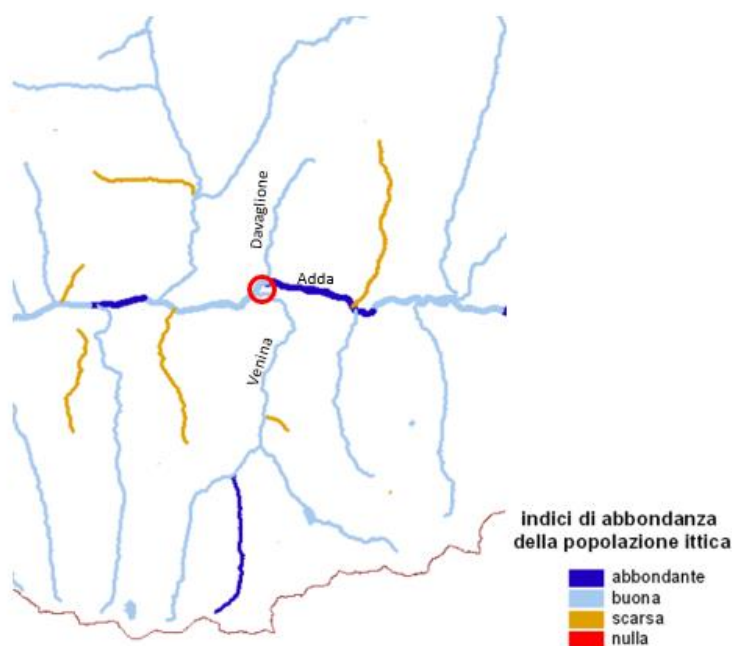 Davaglione
Adda
Venina
indici di abbondanza
della popolazione ittica
abbondante
buona
scarsa
nulla